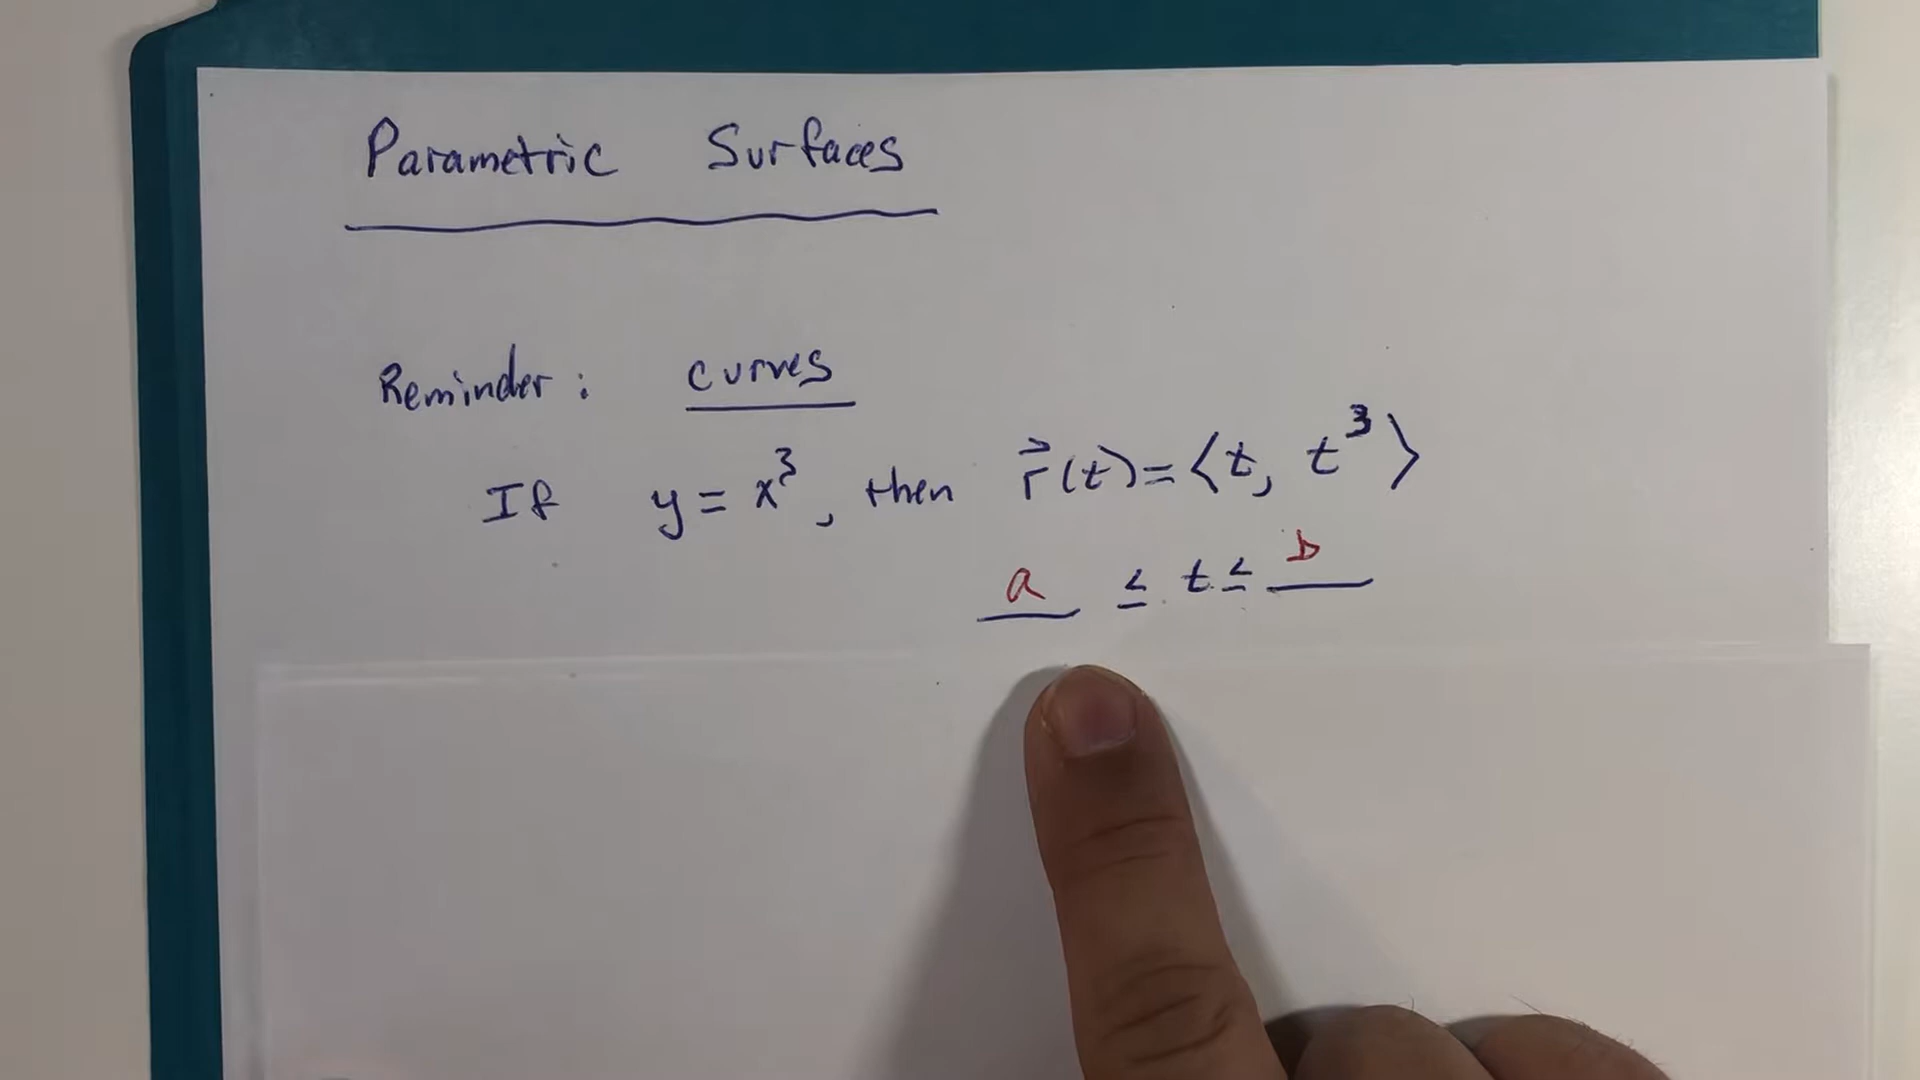 Parametric Surfaces
Reminder: curves
If y = x³, then r⃗(t) = ⟨t, t³⟩
a ≤ t ≤ b